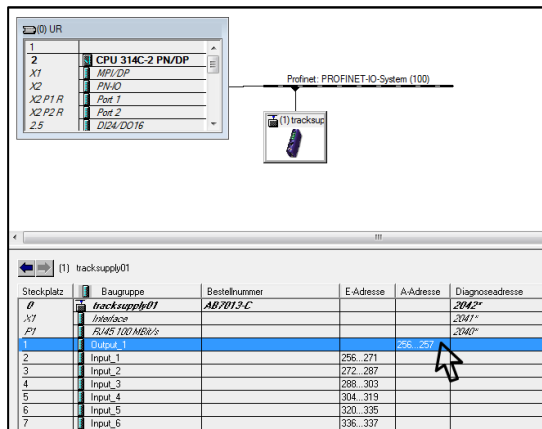 (0) UR
1
2 CPU 314C-2 PN/DP
X1 MPI/DP
X2 PN-IO
X2 P1 R Port 1
X2 P2 R Port 2
2.5 DI24/DO16
Profinet: PROFINET-IO-System (100)
(1) tracksup
(1) tracksupply01
Steckplatz Baugruppe Bestellnummer E-Adresse A-Adresse Diagnoseadresse
0 tracksupply01 AB7013-C 2042*
X1 Interface 2041*
P1 RJ45 100 MBit/s 2040*
1 Output_1 256...257
2 Input_1 256...271
3 Input_2 272...287
4 Input_3 288...303
5 Input_4 304...319
6 Input_5 320...335
7 Input_6 336...337